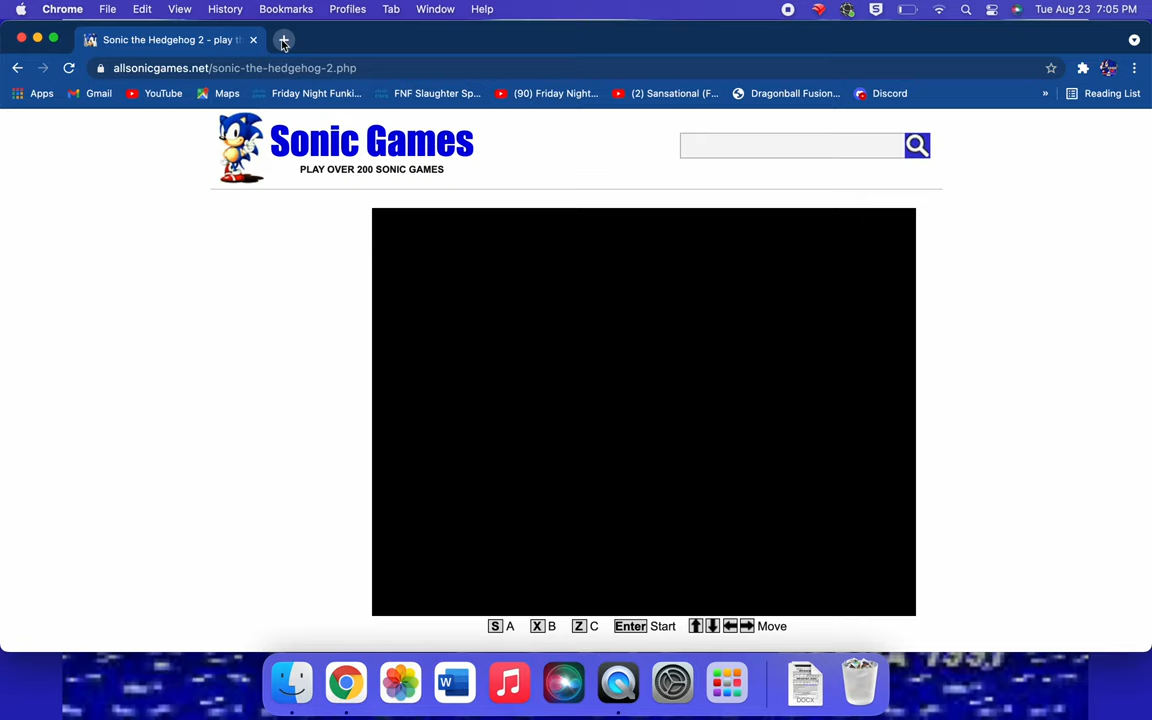 Chrome File Edit View History Bookmarks Profiles Tab Window Help Tue Aug 23 7:05 PM
Sonic the Hedgehog 2 - play th
allsonicgames.net/sonic-the-hedgehog-2.php
Apps Gmail YouTube Maps Friday Night Funki... FNF Slaughter Sp... (90) Friday Night... (2) Sansational (F... Dragonball Fusion... Discord » Reading List
Sonic Games
PLAY OVER 200 SONIC GAMES
S A X B Z C Enter Start Move
W DOCX